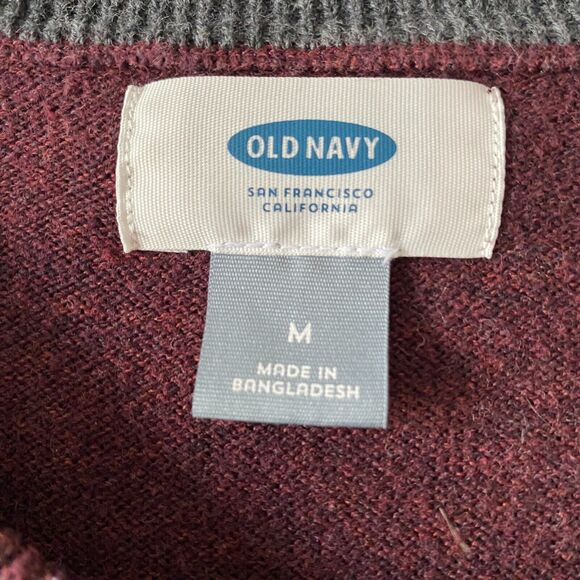 OLD NAVY
SAN FRANCISCO
CALIFORNIA
M
MADE IN
BANGLADESH